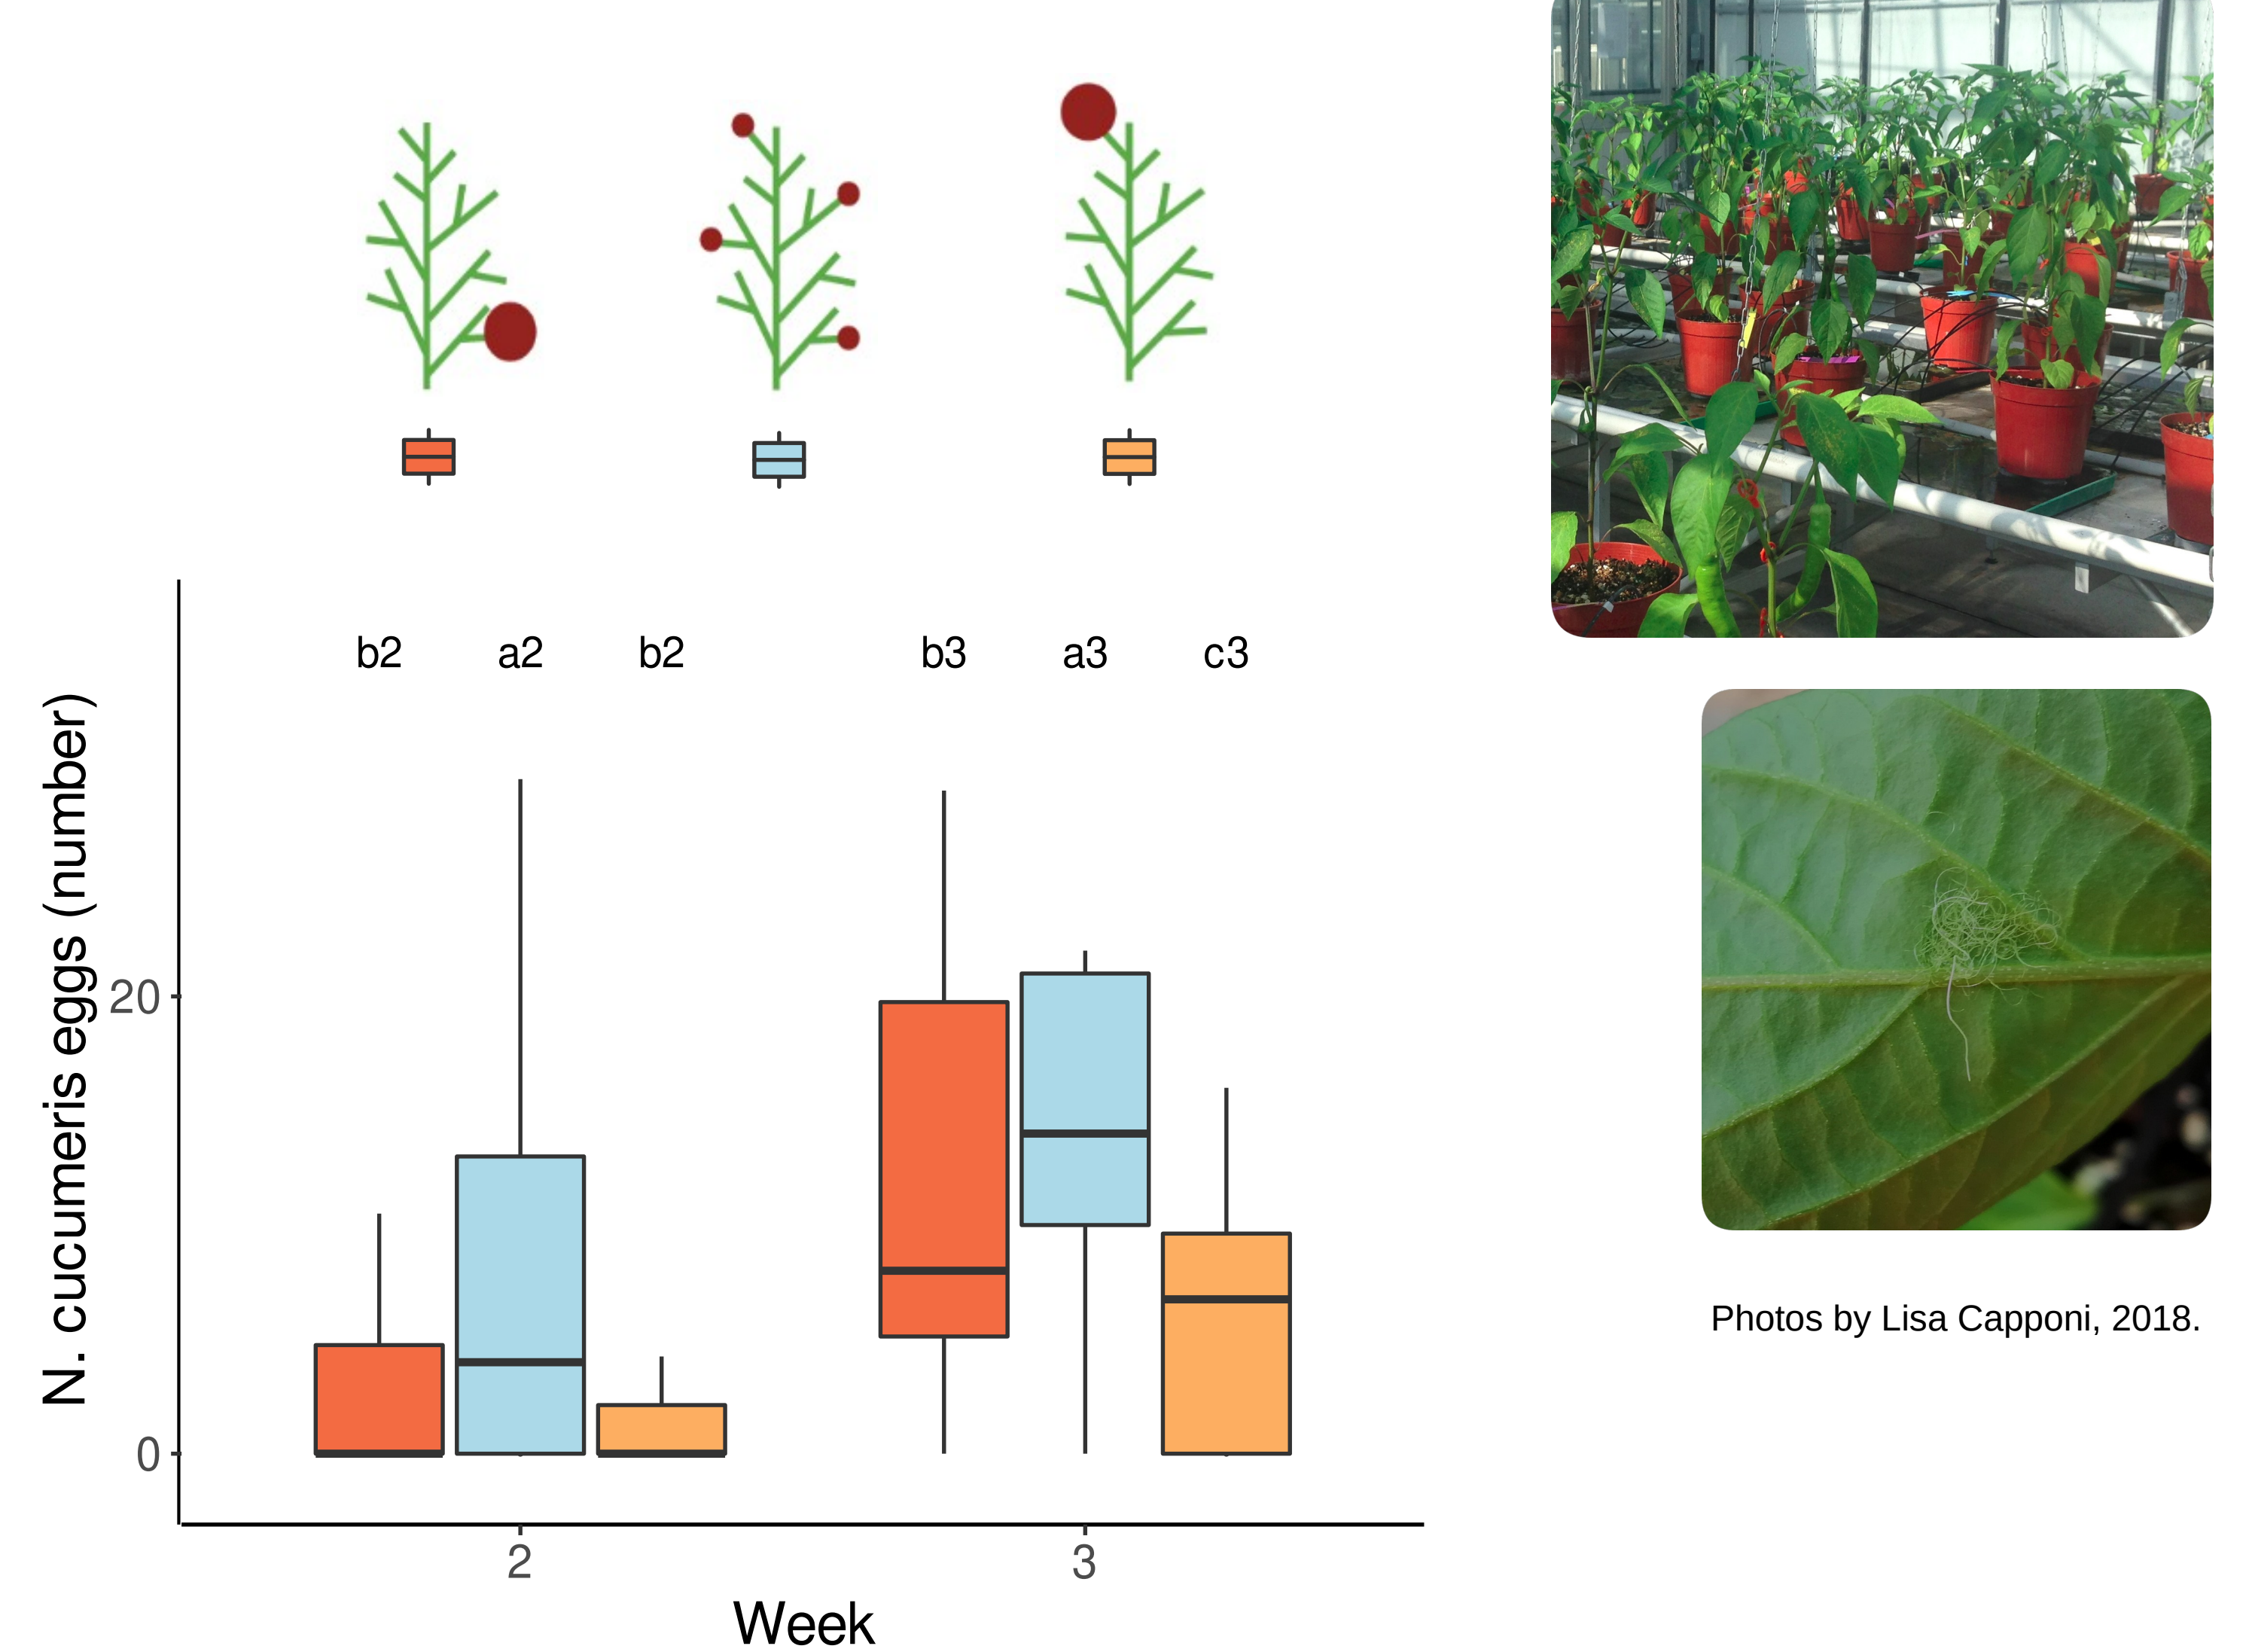 b2 a2 b2 b3 a3 c3
N. cucumeris eggs (number)
20
0
2 3
Week
Photos by Lisa Capponi, 2018.